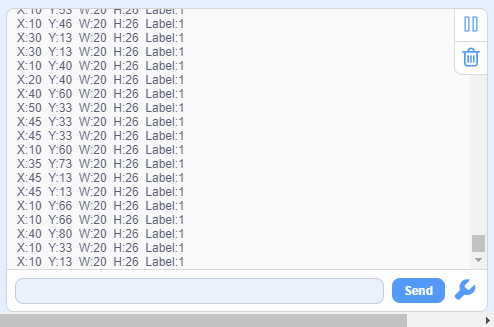 X:10 Y:53 W:20 H:26 Label:1
X:10 Y:46 W:20 H:26 Label:1
X:30 Y:13 W:20 H:26 Label:1
X:30 Y:13 W:20 H:26 Label:1
X:10 Y:40 W:20 H:26 Label:1
X:20 Y:40 W:20 H:26 Label:1
X:40 Y:60 W:20 H:26 Label:1
X:50 Y:33 W:20 H:26 Label:1
X:45 Y:33 W:20 H:26 Label:1
X:45 Y:33 W:20 H:26 Label:1
X:10 Y:60 W:20 H:26 Label:1
X:35 Y:73 W:20 H:26 Label:1
X:45 Y:13 W:20 H:26 Label:1
X:45 Y:13 W:20 H:26 Label:1
X:10 Y:66 W:20 H:26 Label:1
X:10 Y:66 W:20 H:26 Label:1
X:40 Y:80 W:20 H:26 Label:1
X:10 Y:33 W:20 H:26 Label:1
X:10 Y:13 W:20 H:26 Label:1
Send